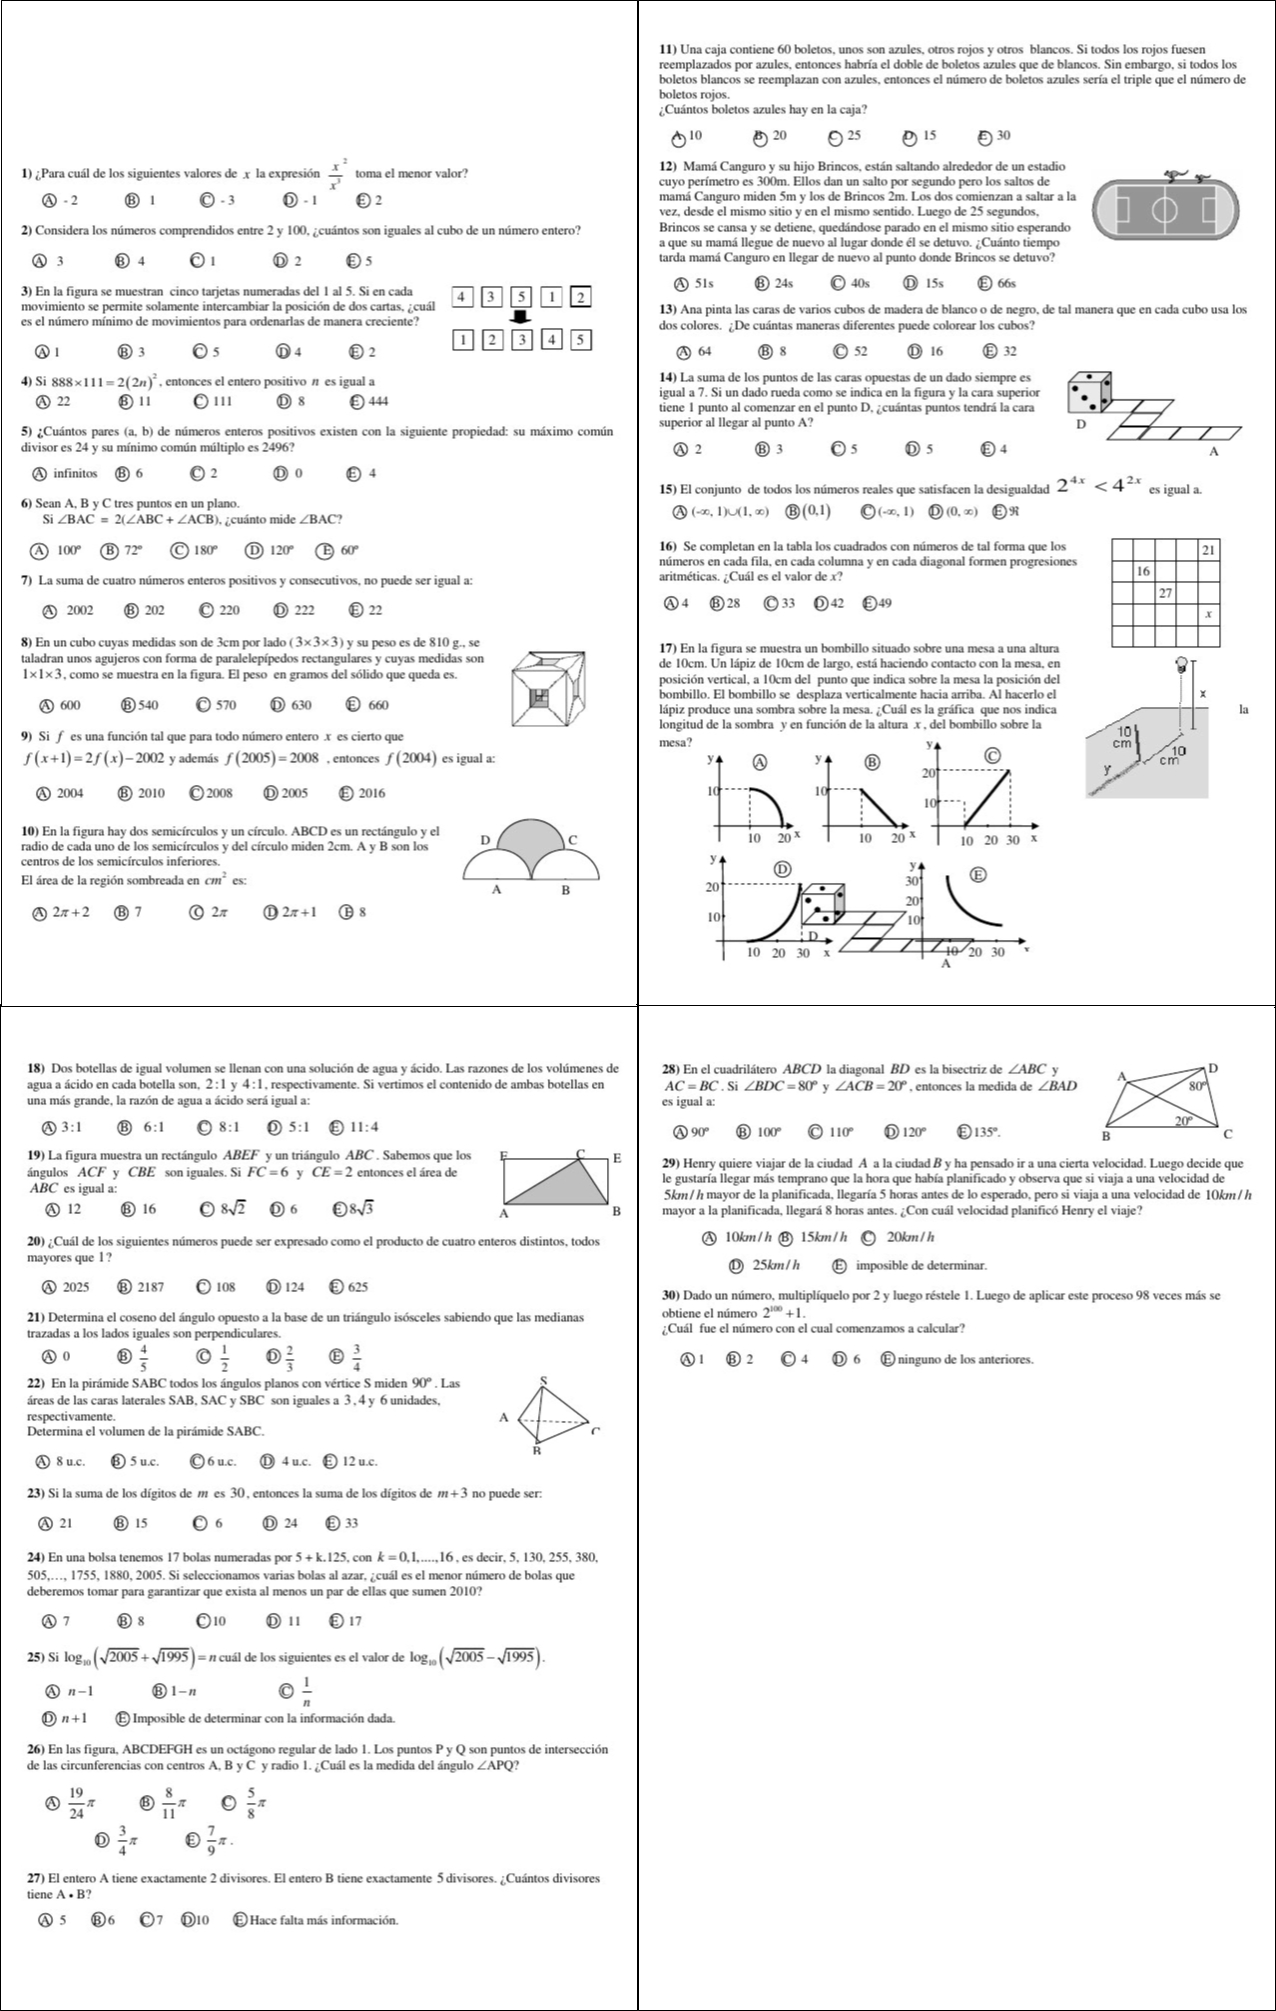 1) ¿Para cuál de los siguientes valores de x la expresión x²/x³ toma el menor valor?
Ⓐ - 2 Ⓑ 1 Ⓒ - 3 Ⓓ - 1 Ⓔ 2
2) Considera los números comprendidos entre 2 y 100, ¿cuántos son iguales al cubo de un número entero?
Ⓐ 3 Ⓑ 4 Ⓒ 1 Ⓓ 2 Ⓔ 5
3) En la figura se muestran cinco tarjetas numeradas del 1 al 5. Si en cada
movimiento se permite solamente intercambiar la posición de dos cartas, ¿cuál
es el número mínimo de movimientos para ordenarlas de manera creciente?
4 3 5 1 2
1 2 3 4 5
Ⓐ 1 Ⓑ 3 Ⓒ 5 Ⓓ 4 Ⓔ 2
4) Si 888×111=2(2n)², entonces el entero positivo n es igual a
Ⓐ 22 Ⓑ 11 Ⓒ 111 Ⓓ 8 Ⓔ 444
5) ¿Cuántos pares (a, b) de números enteros positivos existen con la siguiente propiedad: su máximo común
divisor es 24 y su mínimo común múltiplo es 2496?
Ⓐ infinitos Ⓑ 6 Ⓒ 2 Ⓓ 0 Ⓔ 4
6) Sean A, B y C tres puntos en un plano.
Si ∠BAC = 2(∠ABC + ∠ACB), ¿cuánto mide ∠BAC?
Ⓐ 100º Ⓑ 72º Ⓒ 180º Ⓓ 120º Ⓔ 60º
7) La suma de cuatro números enteros positivos y consecutivos, no puede ser igual a:
Ⓐ 2002 Ⓑ 202 Ⓒ 220 Ⓓ 222 Ⓔ 22
8) En un cubo cuyas medidas son de 3cm por lado (3×3×3) y su peso es de 810 g., se
taladran unos agujeros con forma de paralelepípedos rectangulares y cuyas medidas son
1×1×3, como se muestra en la figura. El peso en gramos del sólido que queda es.
Ⓐ 600 Ⓑ 540 Ⓒ 570 Ⓓ 630 Ⓔ 660
9) Si f es una función tal que para todo número entero x es cierto que
f(x+1)=2f(x)−2002 y además f(2005)=2008 , entonces f(2004) es igual a:
Ⓐ 2004 Ⓑ 2010 Ⓒ 2008 Ⓓ 2005 Ⓔ 2016
10) En la figura hay dos semicírculos y un círculo. ABCD es un rectángulo y el
radio de cada uno de los semicírculos y del círculo miden 2cm. A y B son los
centros de los semicírculos inferiores.
El área de la región sombreada en cm² es:
D C
A B
Ⓐ 2π+2 Ⓑ 7 Ⓒ 2π Ⓓ 2π+1 Ⓔ 8
11) Una caja contiene 60 boletos, unos son azules, otros rojos y otros blancos. Si todos los rojos fuesen
reemplazados por azules, entonces habría el doble de boletos azules que de blancos. Sin embargo, si todos los
boletos blancos se reemplazan con azules, entonces el número de boletos azules sería el triple que el número de
boletos rojos.
¿Cuántos boletos azules hay en la caja?
Ⓐ 10 Ⓑ 20 Ⓒ 25 Ⓓ 15 Ⓔ 30
12) Mamá Canguro y su hijo Brincos, están saltando alrededor de un estadio
cuyo perímetro es 300m. Ellos dan un salto por segundo pero los saltos de
mamá Canguro miden 5m y los de Brincos 2m. Los dos comienzan a saltar a la
vez, desde el mismo sitio y en el mismo sentido. Luego de 25 segundos,
Brincos se cansa y se detiene, quedándose parado en el mismo sitio esperando
a que su mamá llegue de nuevo al lugar donde él se detuvo. ¿Cuánto tiempo
tarda mamá Canguro en llegar de nuevo al punto donde Brincos se detuvo?
Ⓐ 51s Ⓑ 24s Ⓒ 40s Ⓓ 15s Ⓔ 66s
13) Ana pinta las caras de varios cubos de madera de blanco o de negro, de tal manera que en cada cubo usa los
dos colores. ¿De cuántas maneras diferentes puede colorear los cubos?
Ⓐ 64 Ⓑ 8 Ⓒ 52 Ⓓ 16 Ⓔ 32
14) La suma de los puntos de las caras opuestas de un dado siempre es
igual a 7. Si un dado rueda como se indica en la figura y la cara superior
tiene 1 punto al comenzar en el punto D, ¿cuántas puntos tendrá la cara
superior al llegar al punto A?
D
A
Ⓐ 2 Ⓑ 3 Ⓒ 5 Ⓓ 5 Ⓔ 4
15) El conjunto de todos los números reales que satisfacen la desigualdad 2⁴ˣ < 4²ˣ es igual a.
Ⓐ (-∞, 1)∪(1, ∞) Ⓑ (0,1) Ⓒ (-∞, 1) Ⓓ (0, ∞) Ⓔ ℜ
16) Se completan en la tabla los cuadrados con números de tal forma que los
números en cada fila, en cada columna y en cada diagonal formen progresiones
aritméticas. ¿Cuál es el valor de x?
21
16
27
x
Ⓐ 4 Ⓑ 28 Ⓒ 33 Ⓓ 42 Ⓔ 49
17) En la figura se muestra un bombillo situado sobre una mesa a una altura
de 10cm. Un lápiz de 10cm de largo, está haciendo contacto con la mesa, en
posición vertical, a 10cm del punto que indica sobre la mesa la posición del
bombillo. El bombillo se desplaza verticalmente hacia arriba. Al hacerlo el
lápiz produce una sombra sobre la mesa. ¿Cuál es la gráfica que nos indica la
longitud de la sombra y en función de la altura x, del bombillo sobre la
mesa?
x
10 cm
10 cm
y
y Ⓐ 10 10 20 x
y Ⓑ 10 10 20 x
y Ⓒ 20 10 10 20 30 x
y Ⓓ 20 10 10 20 30 x
D
A
y Ⓔ 30 20 10 10 20 30 x
18) Dos botellas de igual volumen se llenan con una solución de agua y ácido. Las razones de los volúmenes de
agua a ácido en cada botella son, 2:1 y 4:1, respectivamente. Si vertimos el contenido de ambas botellas en
una más grande, la razón de agua a ácido será igual a:
Ⓐ 3:1 Ⓑ 6:1 Ⓒ 8:1 Ⓓ 5:1 Ⓔ 11:4
19) La figura muestra un rectángulo ABEF y un triángulo ABC. Sabemos que los
ángulos ACF y CBE son iguales. Si FC=6 y CE=2 entonces el área de
ABC es igual a:
F C E
A B
Ⓐ 12 Ⓑ 16 Ⓒ 8√2 Ⓓ 6 Ⓔ 8√3
20) ¿Cuál de los siguientes números puede ser expresado como el producto de cuatro enteros distintos, todos
mayores que 1?
Ⓐ 2025 Ⓑ 2187 Ⓒ 108 Ⓓ 124 Ⓔ 625
21) Determina el coseno del ángulo opuesto a la base de un triángulo isósceles sabiendo que las medianas
trazadas a los lados iguales son perpendiculares.
Ⓐ 0 Ⓑ 4/5 Ⓒ 1/2 Ⓓ 2/3 Ⓔ 3/4
22) En la pirámide SABC todos los ángulos planos con vértice S miden 90º. Las
áreas de las caras laterales SAB, SAC y SBC son iguales a 3,4 y 6 unidades,
respectivamente.
Determina el volumen de la pirámide SABC.
S
A
C
B
Ⓐ 8 u.c. Ⓑ 5 u.c. Ⓒ 6 u.c. Ⓓ 4 u.c. Ⓔ 12 u.c.
23) Si la suma de los dígitos de m es 30, entonces la suma de los dígitos de m+3 no puede ser:
Ⓐ 21 Ⓑ 15 Ⓒ 6 Ⓓ 24 Ⓔ 33
24) En una bolsa tenemos 17 bolas numeradas por 5 + k.125, con k=0,1,....,16, es decir, 5, 130, 255, 380,
505,…, 1755, 1880, 2005. Si seleccionamos varias bolas al azar, ¿cuál es el menor número de bolas que
deberemos tomar para garantizar que exista al menos un par de ellas que sumen 2010?
Ⓐ 7 Ⓑ 8 Ⓒ 10 Ⓓ 11 Ⓔ 17
25) Si log₁₀(√2005+√1995)=n cuál de los siguientes es el valor de log₁₀(√2005−√1995).
Ⓐ n−1 Ⓑ 1−n Ⓒ 1/n
Ⓓ n+1 Ⓔ Imposible de determinar con la información dada.
26) En las figura, ABCDEFGH es un octágono regular de lado 1. Los puntos P y Q son puntos de intersección
de las circunferencias con centros A, B y C y radio 1. ¿Cuál es la medida del ángulo ∠APQ?
Ⓐ 19/24 π Ⓑ 8/11 π Ⓒ 5/8 π
Ⓓ 3/4 π Ⓔ 7/9 π.
27) El entero A tiene exactamente 2 divisores. El entero B tiene exactamente 5 divisores. ¿Cuántos divisores
tiene A • B?
Ⓐ 5 Ⓑ 6 Ⓒ 7 Ⓓ 10 Ⓔ Hace falta más información.
28) En el cuadrilátero ABCD la diagonal BD es la bisectriz de ∠ABC y
AC=BC. Si ∠BDC=80º y ∠ACB=20º, entonces la medida de ∠BAD
es igual a:
A D
80º
20º
B C
Ⓐ 90º Ⓑ 100º Ⓒ 110º Ⓓ 120º Ⓔ 135º.
29) Henry quiere viajar de la ciudad A a la ciudad B y ha pensado ir a una cierta velocidad. Luego decide que
le gustaría llegar más temprano que la hora que había planificado y observa que si viaja a una velocidad de
5km/h mayor de la planificada, llegaría 5 horas antes de lo esperado, pero si viaja a una velocidad de 10km/h
mayor a la planificada, llegará 8 horas antes. ¿Con cuál velocidad planificó Henry el viaje?
Ⓐ 10km/h Ⓑ 15km/h Ⓒ 20km/h
Ⓓ 25km/h Ⓔ imposible de determinar.
30) Dado un número, multiplíquelo por 2 y luego réstele 1. Luego de aplicar este proceso 98 veces más se
obtiene el número 2¹⁰⁰+1.
¿Cuál fue el número con el cual comenzamos a calcular?
Ⓐ 1 Ⓑ 2 Ⓒ 4 Ⓓ 6 Ⓔ ninguno de los anteriores.